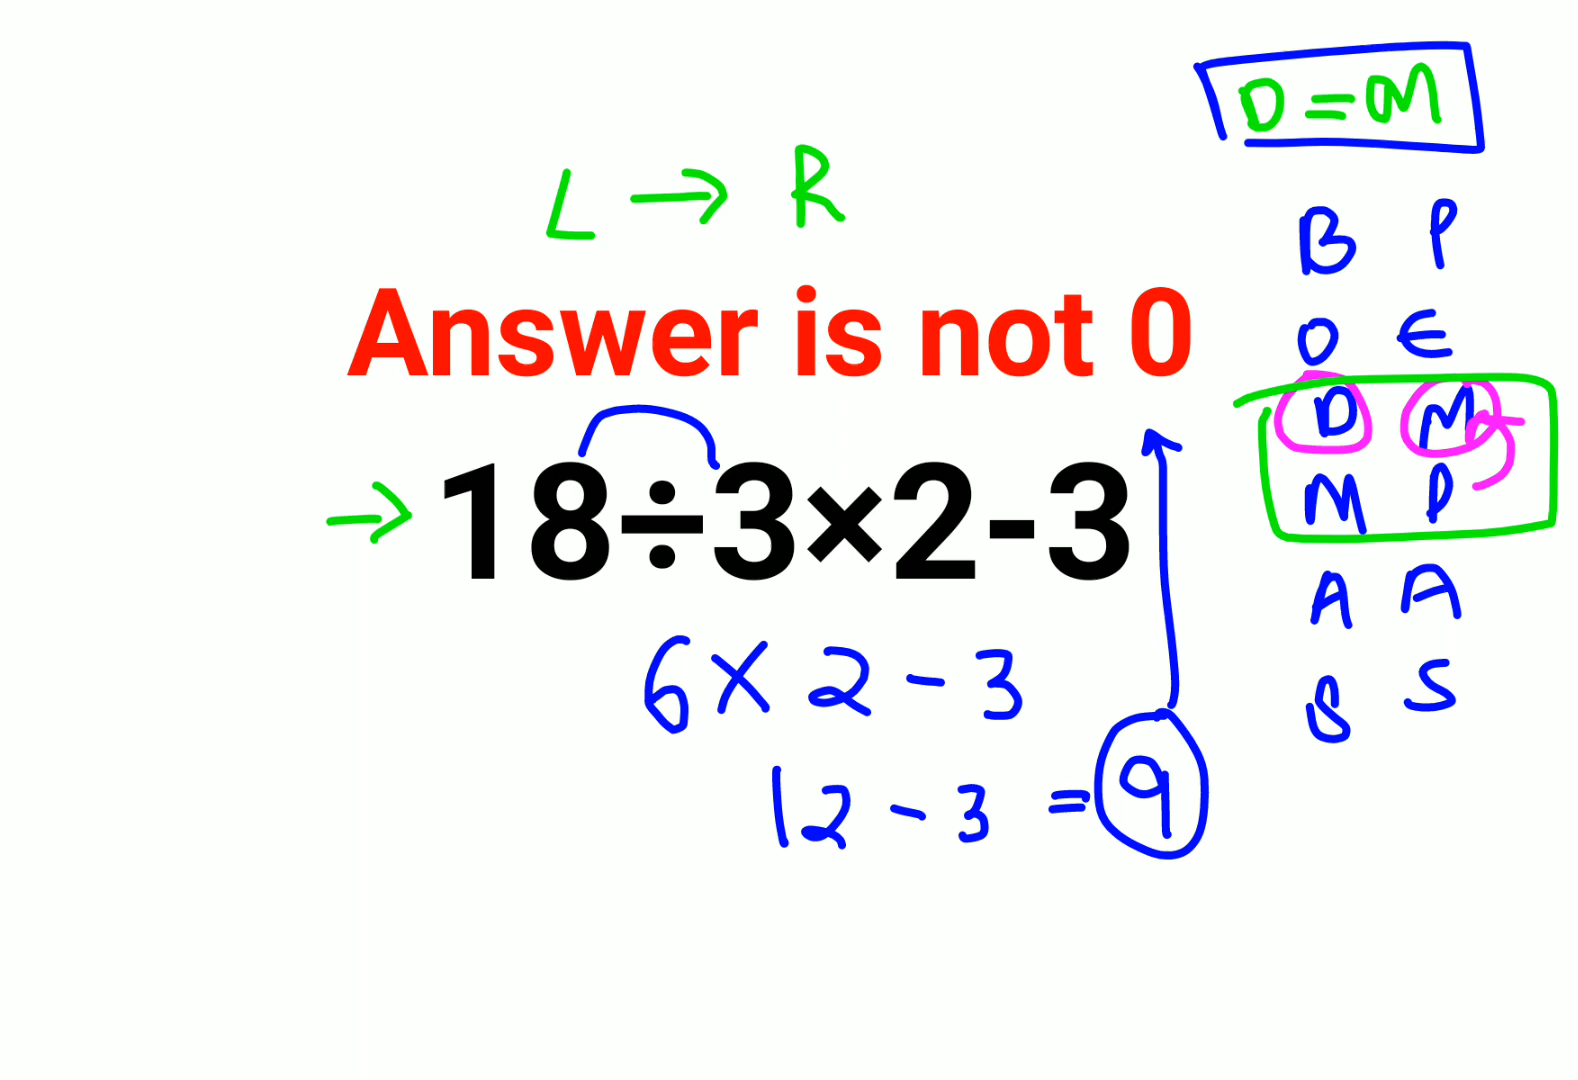 D = M
L → R
Answer is not 0
→ 18÷3×2-3
6 × 2 - 3
12 - 3 = 9
B P
O E
D M
M D
A A
S S